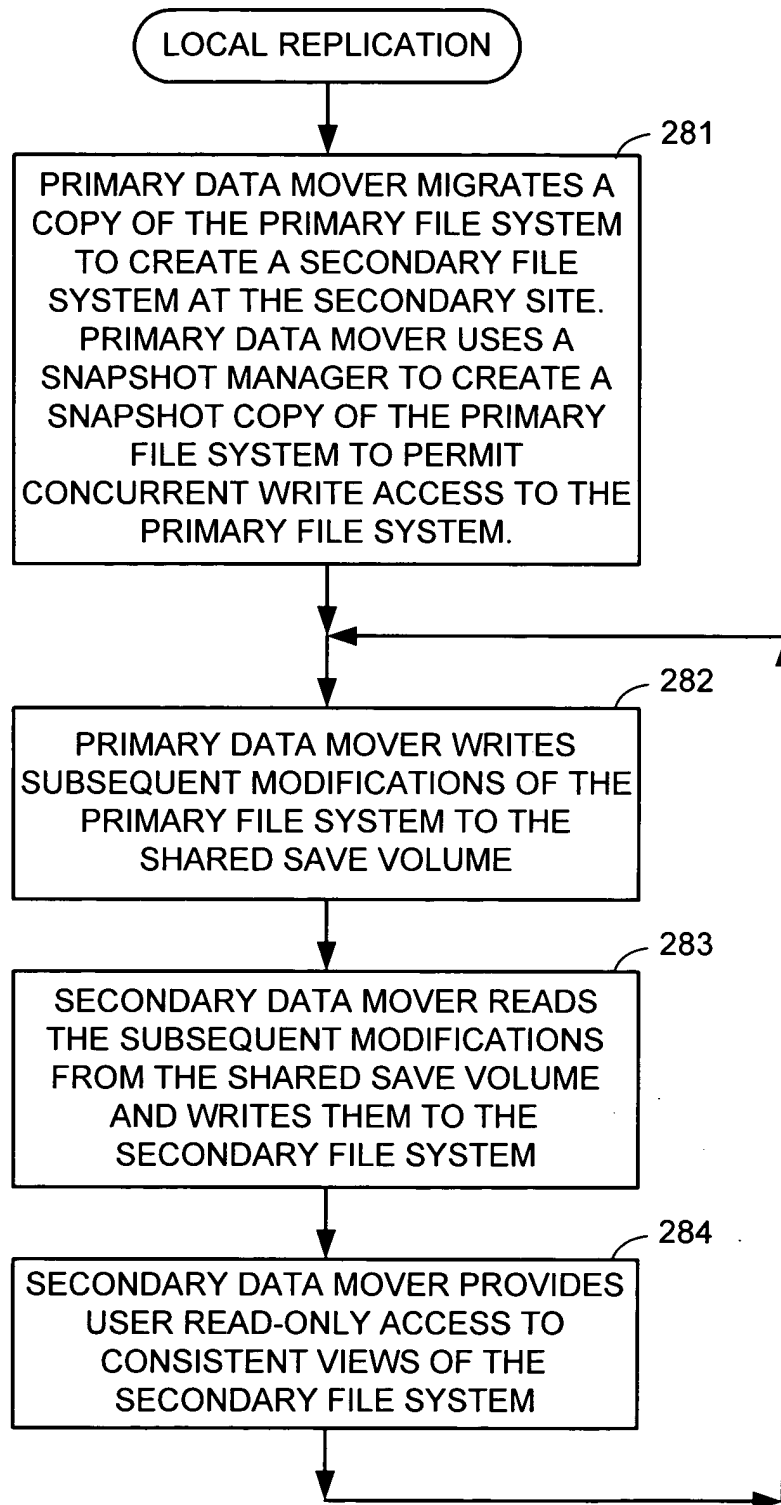 LOCAL REPLICATION
281
PRIMARY DATA MOVER MIGRATES A
COPY OF THE PRIMARY FILE SYSTEM
TO CREATE A SECONDARY FILE
SYSTEM AT THE SECONDARY SITE.
PRIMARY DATA MOVER USES A
SNAPSHOT MANAGER TO CREATE A
SNAPSHOT COPY OF THE PRIMARY
FILE SYSTEM TO PERMIT
CONCURRENT WRITE ACCESS TO THE
PRIMARY FILE SYSTEM.
282
PRIMARY DATA MOVER WRITES
SUBSEQUENT MODIFICATIONS OF THE
PRIMARY FILE SYSTEM TO THE
SHARED SAVE VOLUME
283
SECONDARY DATA MOVER READS
THE SUBSEQUENT MODIFICATIONS
FROM THE SHARED SAVE VOLUME
AND WRITES THEM TO THE
SECONDARY FILE SYSTEM
284
SECONDARY DATA MOVER PROVIDES
USER READ-ONLY ACCESS TO
CONSISTENT VIEWS OF THE
SECONDARY FILE SYSTEM